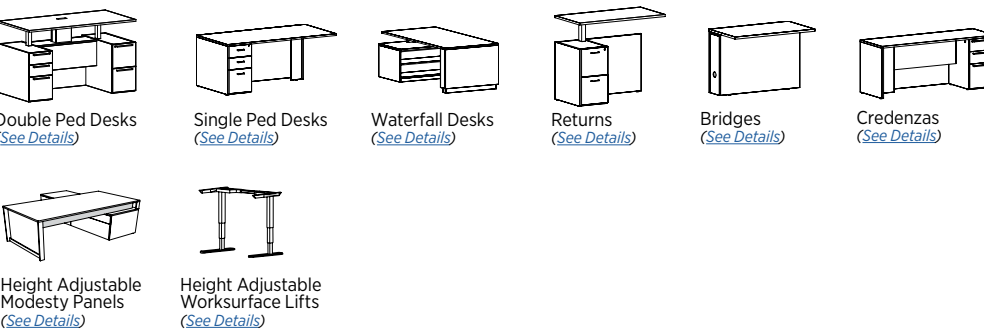 Double Ped Desks
(See Details)
Single Ped Desks
(See Details)
Waterfall Desks
(See Details)
Returns
(See Details)
Bridges
(See Details)
Credenzas
(See Details)
Height Adjustable
Modesty Panels
(See Details)
Height Adjustable
Worksurface Lifts
(See Details)